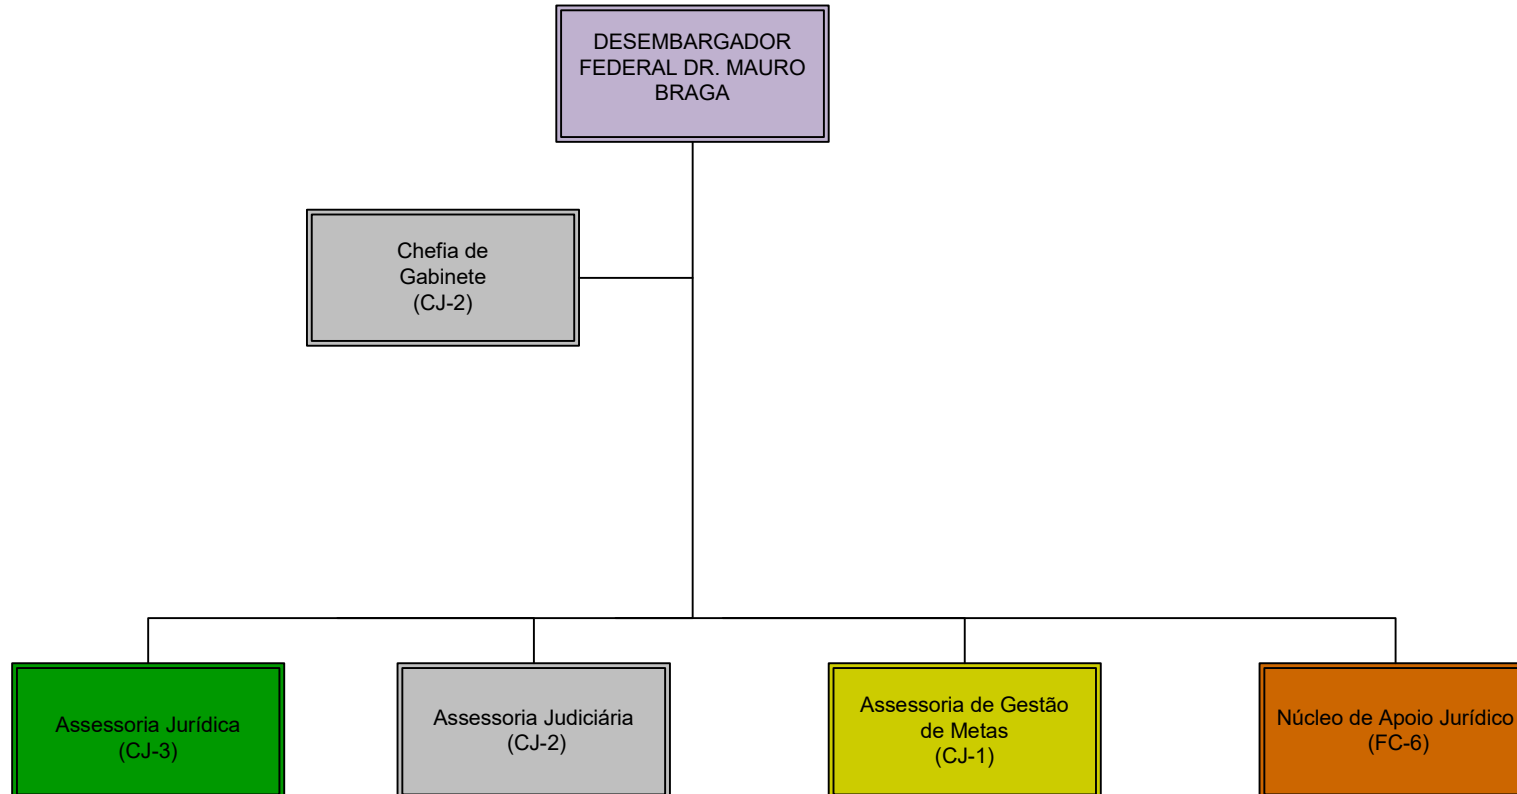 DESEMBARGADOR
FEDERAL DR. MAURO
BRAGA
Chefia de
Gabinete
(CJ-2)
Assessoria Jurídica
(CJ-3)
Assessoria Judiciária
(CJ-2)
Assessoria de Gestão
de Metas
(CJ-1)
Núcleo de Apoio Jurídico
(FC-6)